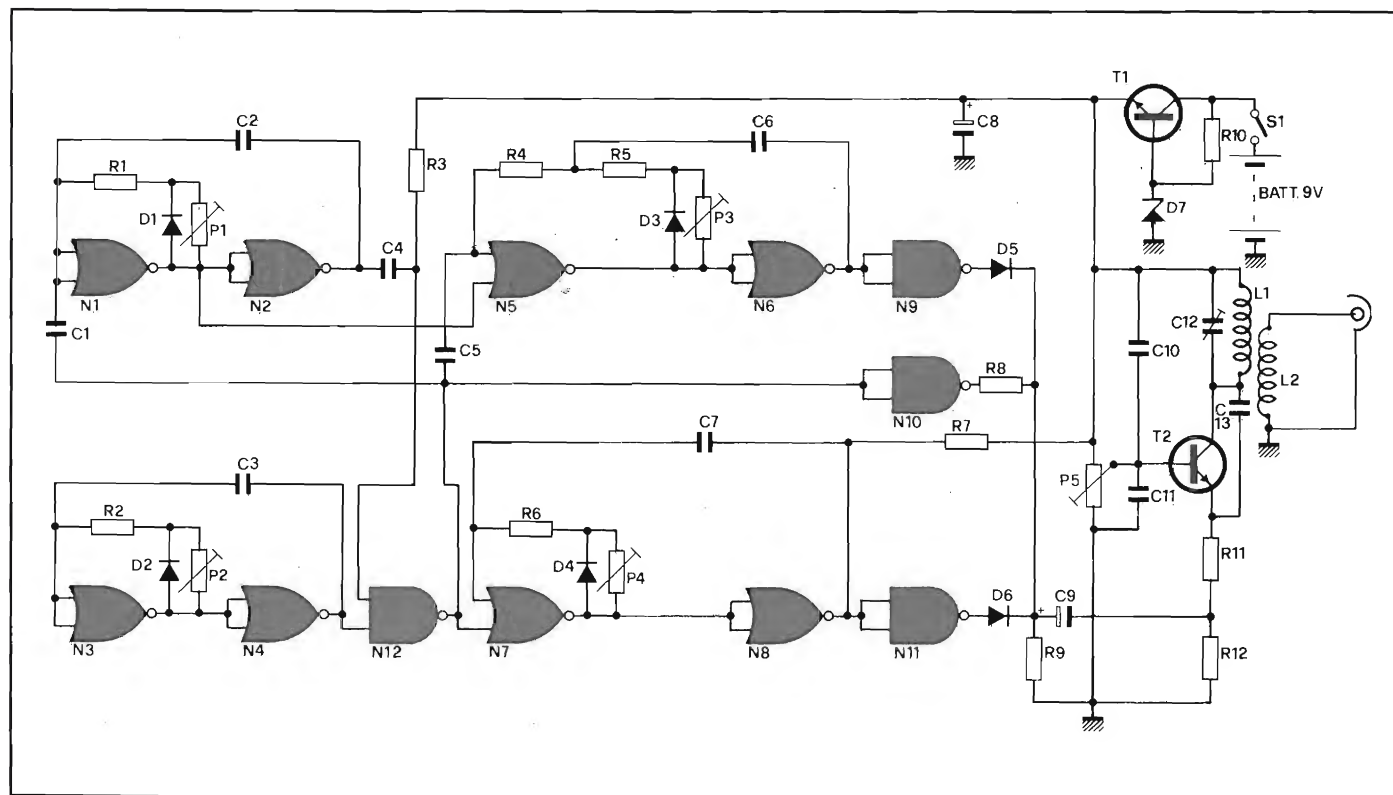 T1
C2
C6
+
C8
R10
S1
R3
R1
R4
R5
D1
P1
D3
P3
D7
BATT. 9V
C4
D5
N1
N2
N5
N6
N9
L1
C12
C1
C5
C10
R8
L2
N10
C
13
C7
R7
T2
C3
P5
C11
R2
R6
D2
P2
D4
P4
R11
D6
+
C9
N3
N4
N12
N7
N8
N11
R9
R12